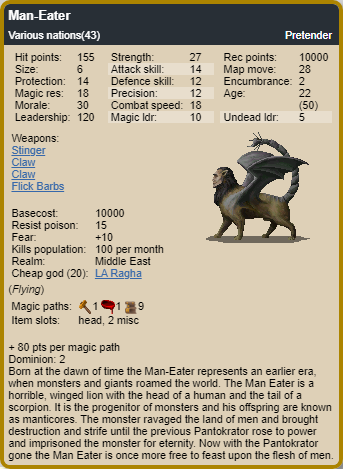 Man-Eater
Various nations(43) Pretender
Hit points: 155 Strength: 27 Rec points: 10000
Size: 6 Attack skill: 14 Map move: 28
Protection: 14 Defence skill: 12 Encumbrance: 2
Magic res: 18 Precision: 12 Age: 22
Morale: 30 Combat speed: 18 (50)
Leadership: 120 Magic ldr: 10 Undead ldr: 5
Weapons:
Stinger
Claw
Claw
Flick Barbs
Basecost: 10000
Resist poison: 15
Fear: +10
Kills population: 100 per month
Realm: Middle East
Cheap god (20): LA Ragha
(Flying)
Magic paths: 1 1 9
Item slots: head, 2 misc
+ 80 pts per magic path
Dominion: 2
Born at the dawn of time the Man-Eater represents an earlier era,
when monsters and giants roamed the world. The Man Eater is a
horrible, winged lion with the head of a human and the tail of a
scorpion. It is the progenitor of monsters and his offspring are known
as manticores. The monster ravaged the land of men and brought
destruction and strife until the previous Pantokrator rose to power
and imprisoned the monster for eternity. Now with the Pantokrator
gone the Man Eater is once more free to feast upon the flesh of men.